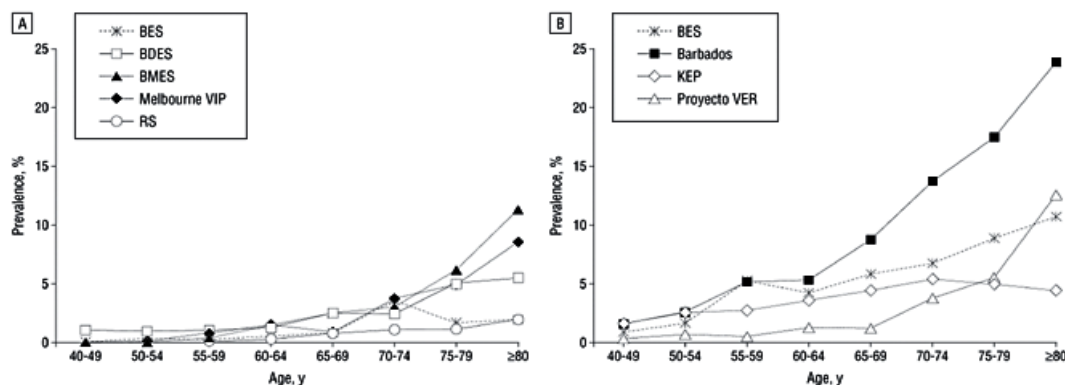 A
BES
BDES
BMES
Melbourne VIP
RS
25
20
15
10
5
0
Prevalence, %
40-49 50-54 55-59 60-64 65-69 70-74 75-79 ≥80
Age, y
B
BES
Barbados
KEP
Proyecto VER
25
20
15
10
5
0
Prevalence, %
40-49 50-54 55-59 60-64 65-69 70-74 75-79 ≥80
Age, y